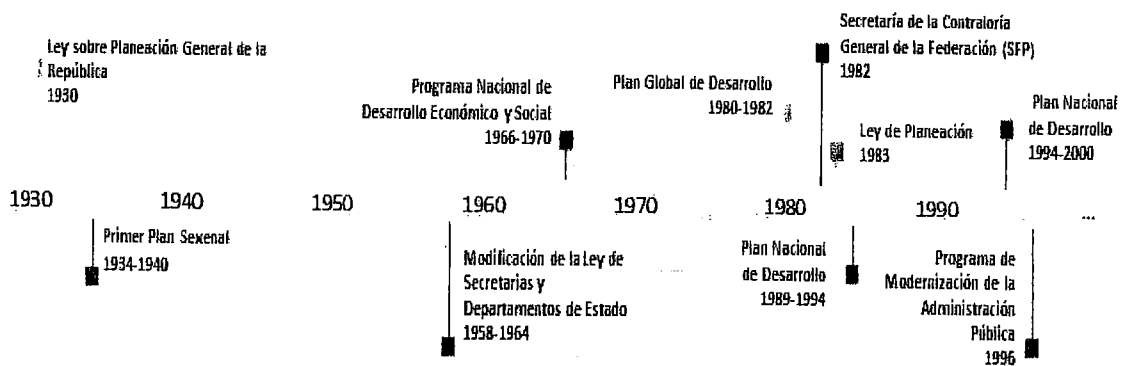 Ley sobre Planeación General de la
República
1930
Programa Nacional de
Desarrollo Económico y Social
1966-1970
Plan Global de Desarrollo
1980-1982
Secretaría de la Contraloría
General de la Federación (SFP)
1982
Ley de Planeación
1983
Plan Nacional
de Desarrollo
1994-2000
1930 1940 1950 1960 1970 1980 1990 ...
Primer Plan Sexenal
1934-1940
Modificación de la Ley de
Secretarias y
Departamentos de Estado
1958-1964
Plan Nacional
de Desarrollo
1989-1994
Programa de
Modernización de la
Administración
Pública
1996